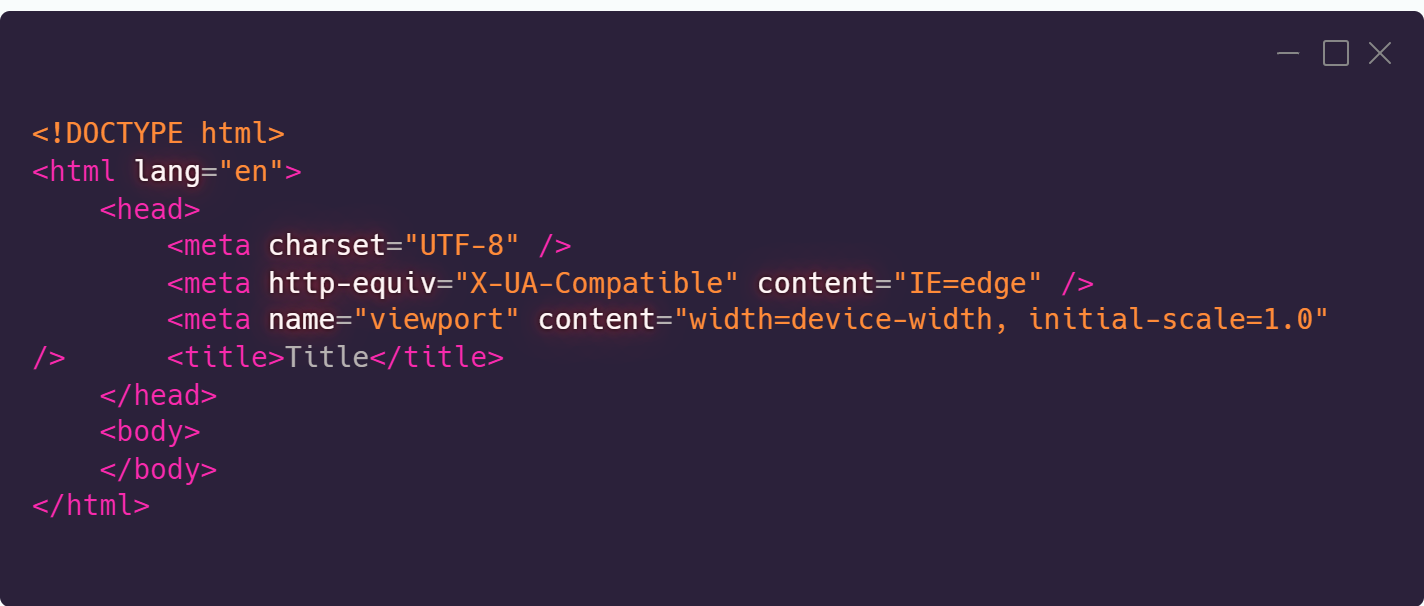 <!DOCTYPE html>
<html lang="en">
    <head>
        <meta charset="UTF-8" />
        <meta http-equiv="X-UA-Compatible" content="IE=edge" />
        <meta name="viewport" content="width=device-width, initial-scale=1.0"
/>      <title>Title</title>
    </head>
    <body>
    </body>
</html>